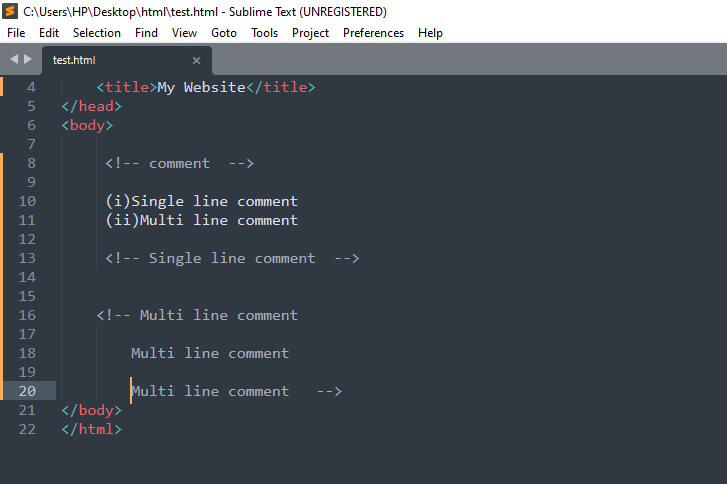 C:\Users\HP\Desktop\html\test.html - Sublime Text (UNREGISTERED)
File Edit Selection Find View Goto Tools Project Preferences Help
test.html ×
4 <title>My Website</title>
5 </head>
6 <body>
7
8 <!-- comment  -->
9
10 (i)Single line comment
11 (ii)Multi line comment
12
13 <!-- Single line comment  -->
14
15
16 <!-- Multi line comment
17
18 Multi line comment
19
20 Multi line comment   -->
21 </body>
22 </html>